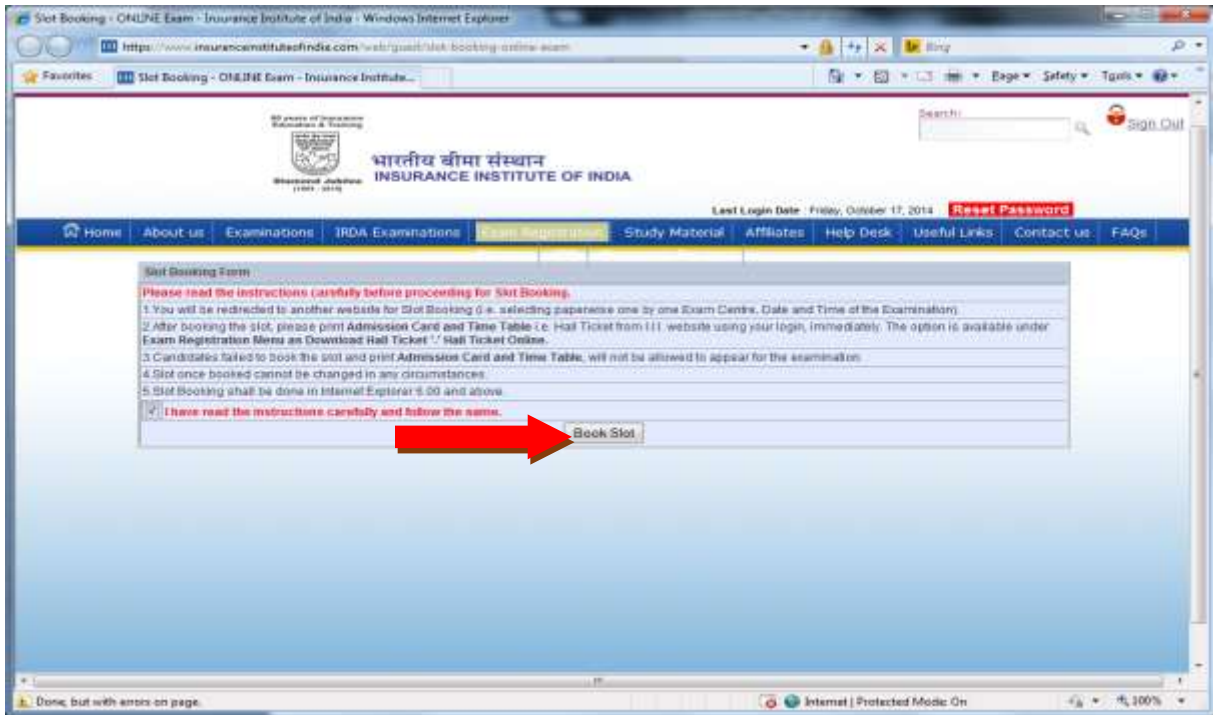 Slot Booking - ONLINE Exam - Insurance Institute of India - Windows Internet Explorer
https://www.insuranceinstituteofindia.com/web/guest/slot-booking-online-exam
Bing
Favorites
Slot Booking - ONLINE Exam - Insurance Institute...
Page Safety Tools
60 years of Insurance
Education & Training
Diamond Jubilee
भारतीय बीमा संस्थान
INSURANCE INSTITUTE OF INDIA
Search:
Sign Out
Last Login Date : Friday, October 17, 2014 Reset Password
Home About us Examinations IRDA Examinations Exam Registration Study Material Affiliates Help Desk Useful Links Contact us FAQs
Slot Booking Form
Please read the instructions carefully before proceeding for Slot Booking.
1.You will be redirected to another website for Slot Booking (i.e. selecting paperwise one by one Exam Centre, Date and Time of the Examination)
2.After booking the slot, please print Admission Card and Time Table i.e. Hall Ticket from I.I.I. website using your login, immediately. The option is available under
Exam Registration Menu as Download Hall Ticket '-' Hall Ticket Online.
3.Candidates failed to book the slot and print Admission Card and Time Table, will not be allowed to appear for the examination
4.Slot once booked cannot be changed in any circumstances.
5.Slot Booking shall be done in Internet Explorer 6.00 and above.
I have read the instructions carefully and follow the same.
Book Slot
Done, but with errors on page.
Internet | Protected Mode: On
100%